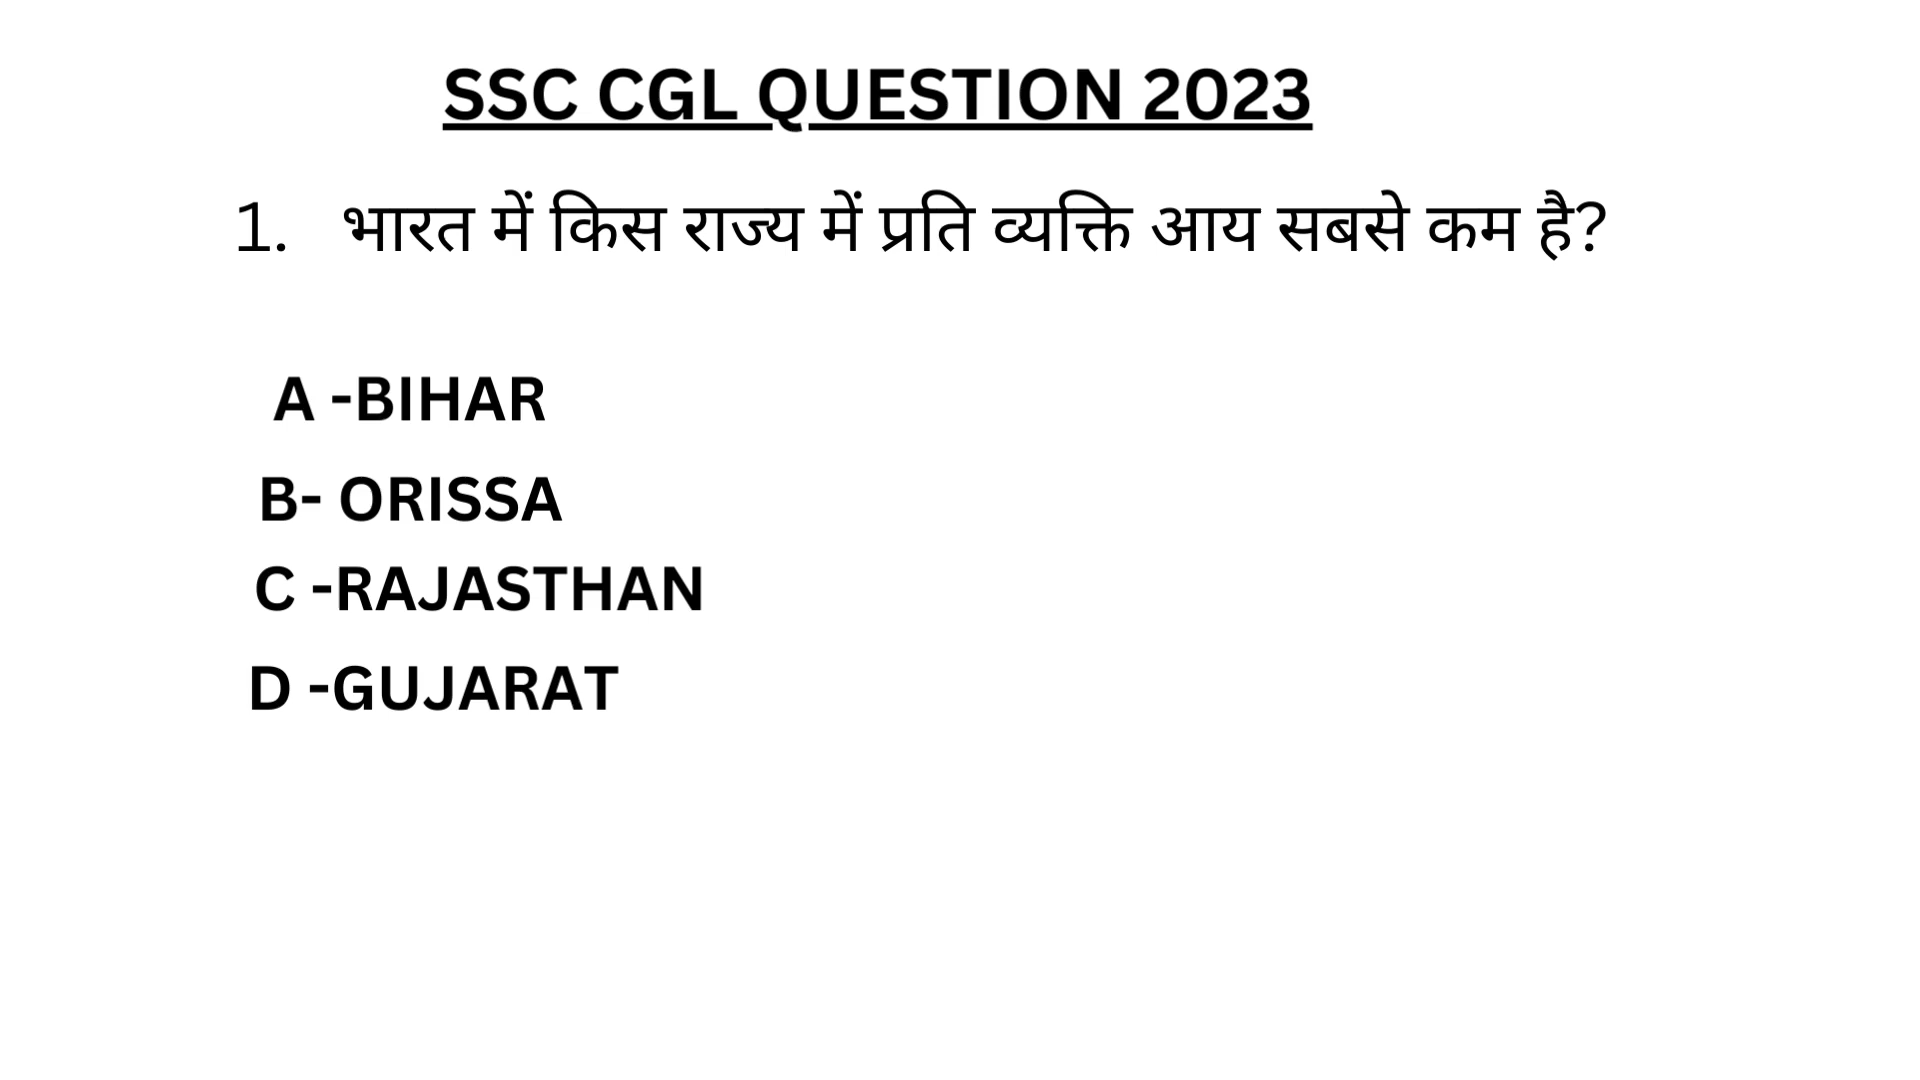 SSC CGL QUESTION 2023
1. भारत में किस राज्य में प्रति व्यक्ति आय सबसे कम है?
A -BIHAR
B- ORISSA
C -RAJASTHAN
D -GUJARAT